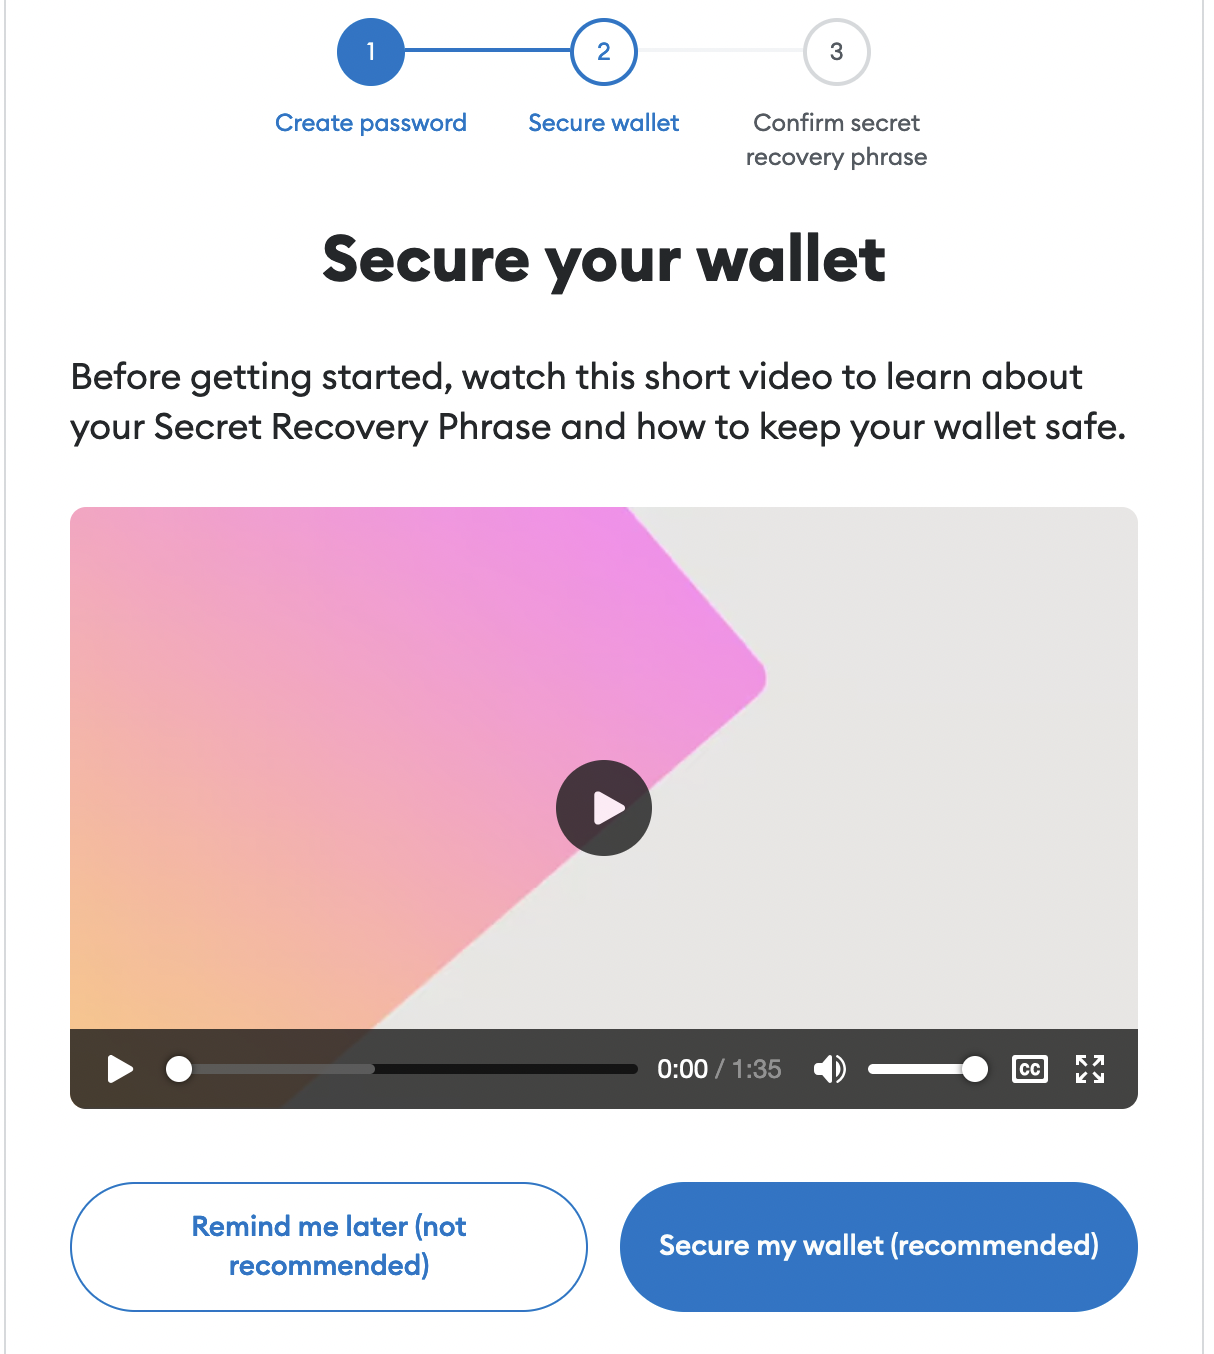 1
2
3
Create password
Secure wallet
Confirm secret
recovery phrase
Secure your wallet
Before getting started, watch this short video to learn about
your Secret Recovery Phrase and how to keep your wallet safe.
0:00 / 1:35
CC
Remind me later (not
recommended)
Secure my wallet (recommended)